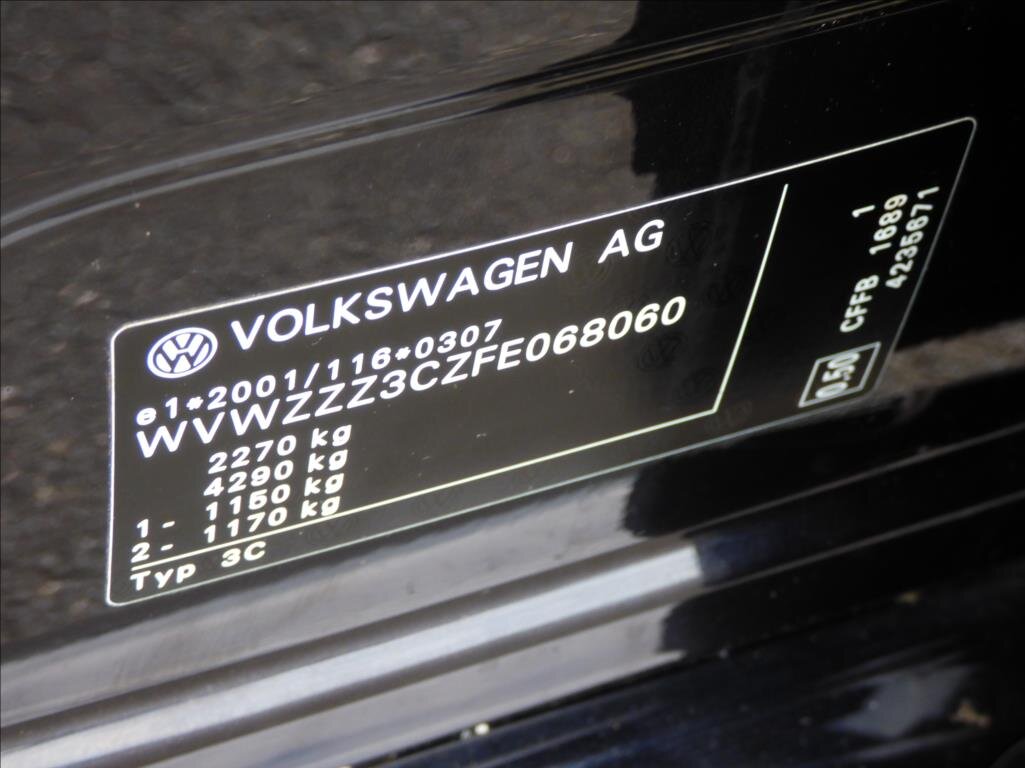 VOLKSWAGEN AG
e1*2001/116*0307
WVWZZZ3CZFE068060
2270 kg
4290 kg
1 - 1150 kg
2 - 1170 kg
Typ 3C
1
CFFB 1689
4235671
0.50